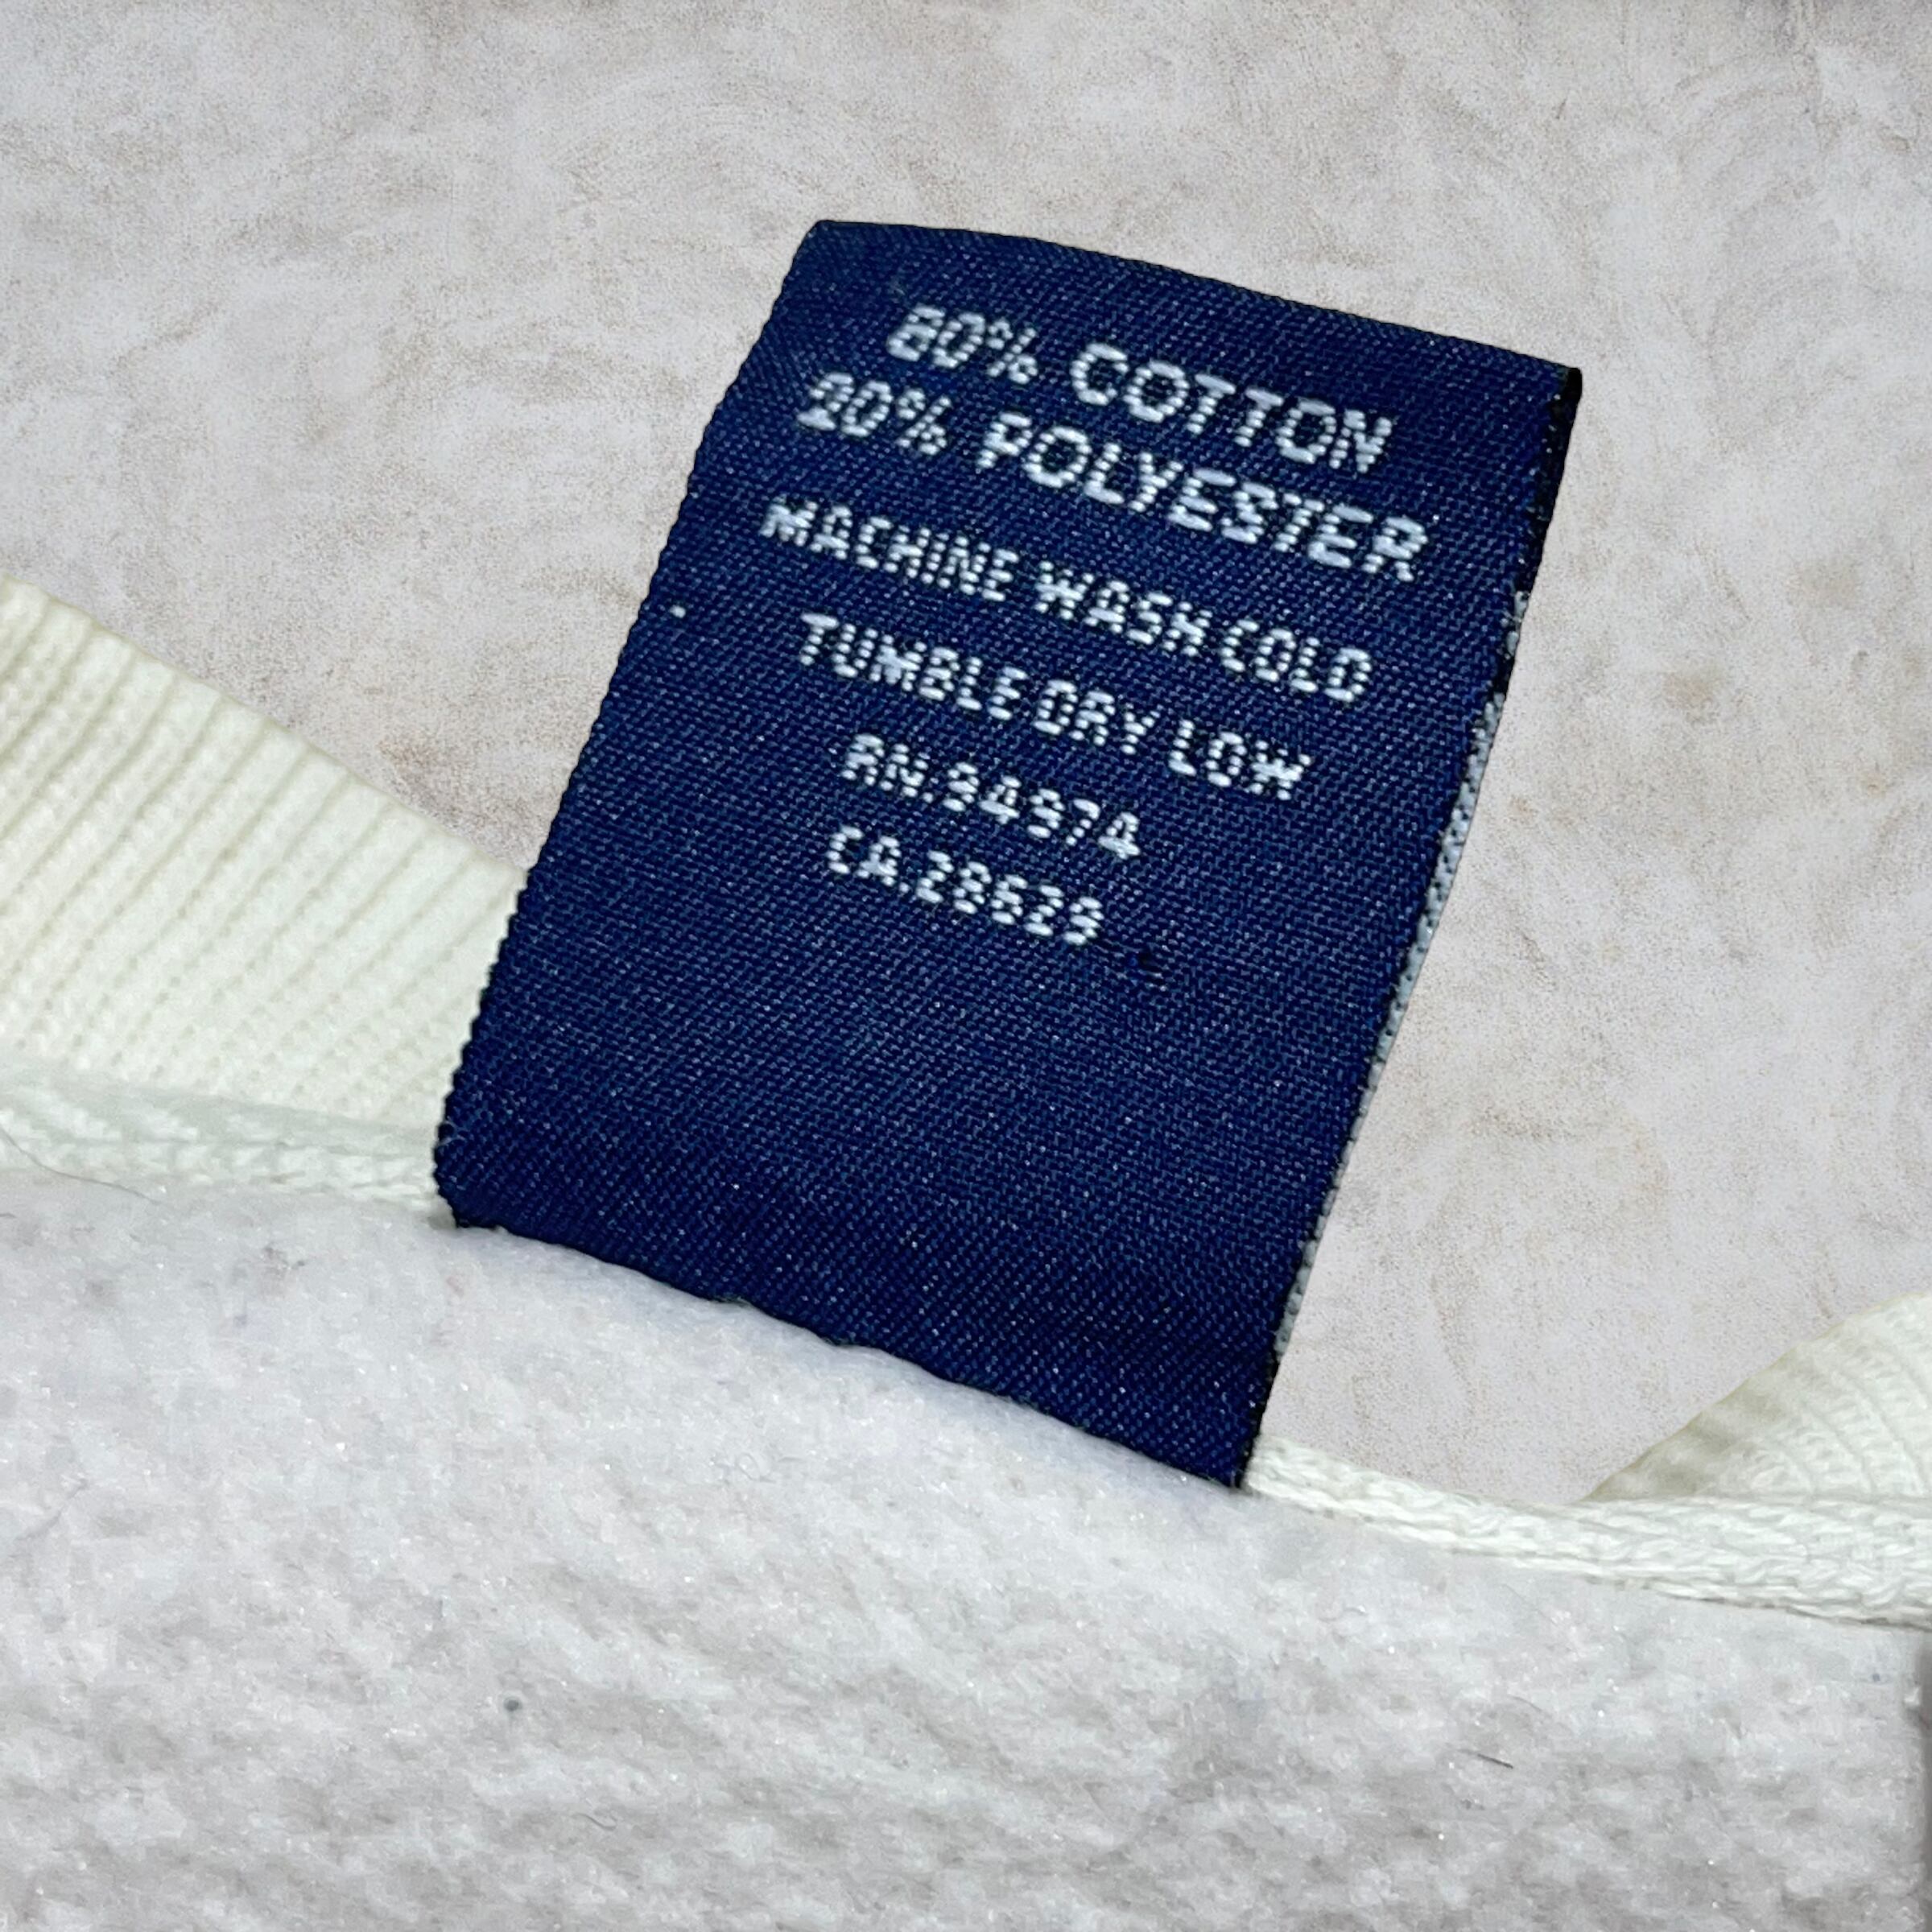 80% COTTON
20% POLYESTER
MACHINE WASH COLD
TUMBLE DRY LOW
RN.94974
CA.28629